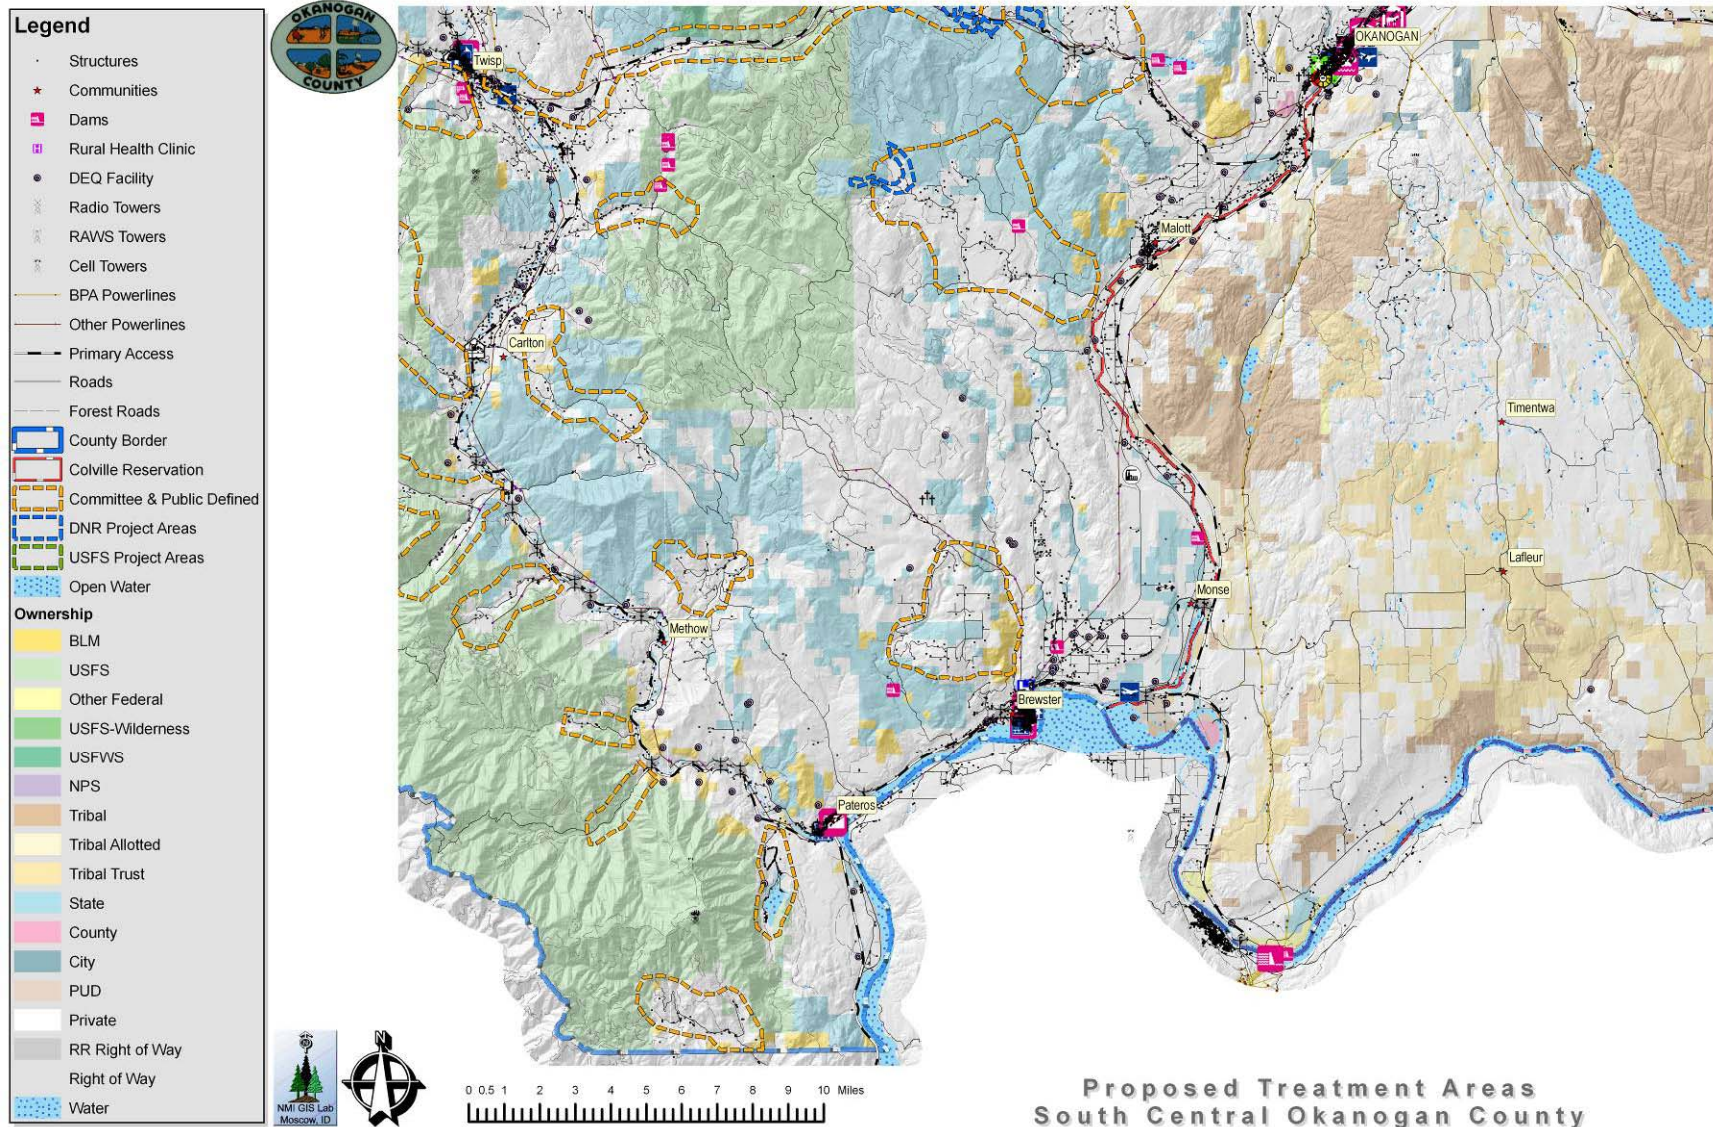 Legend
Structures
Communities
Dams
Rural Health Clinic
DEQ Facility
Radio Towers
RAWS Towers
Cell Towers
BPA Powerlines
Other Powerlines
Primary Access
Roads
Forest Roads
County Border
Colville Reservation
Committee & Public Defined
DNR Project Areas
USFS Project Areas
Open Water
Ownership
BLM
USFS
Other Federal
USFS-Wilderness
USFWS
NPS
Tribal
Tribal Allotted
Tribal Trust
State
County
City
PUD
Private
RR Right of Way
Right of Way
Water
OKANOGAN
COUNTY
OKANOGAN
Twisp
Malott
Carlton
Timentwa
Lafleur
Monse
Methow
Brewster
Pateros
NMI GIS Lab
Moscow, ID
N
0 0.5 1 2 3 4 5 6 7 8 9 10 Miles
Proposed Treatment Areas
South Central Okanogan County